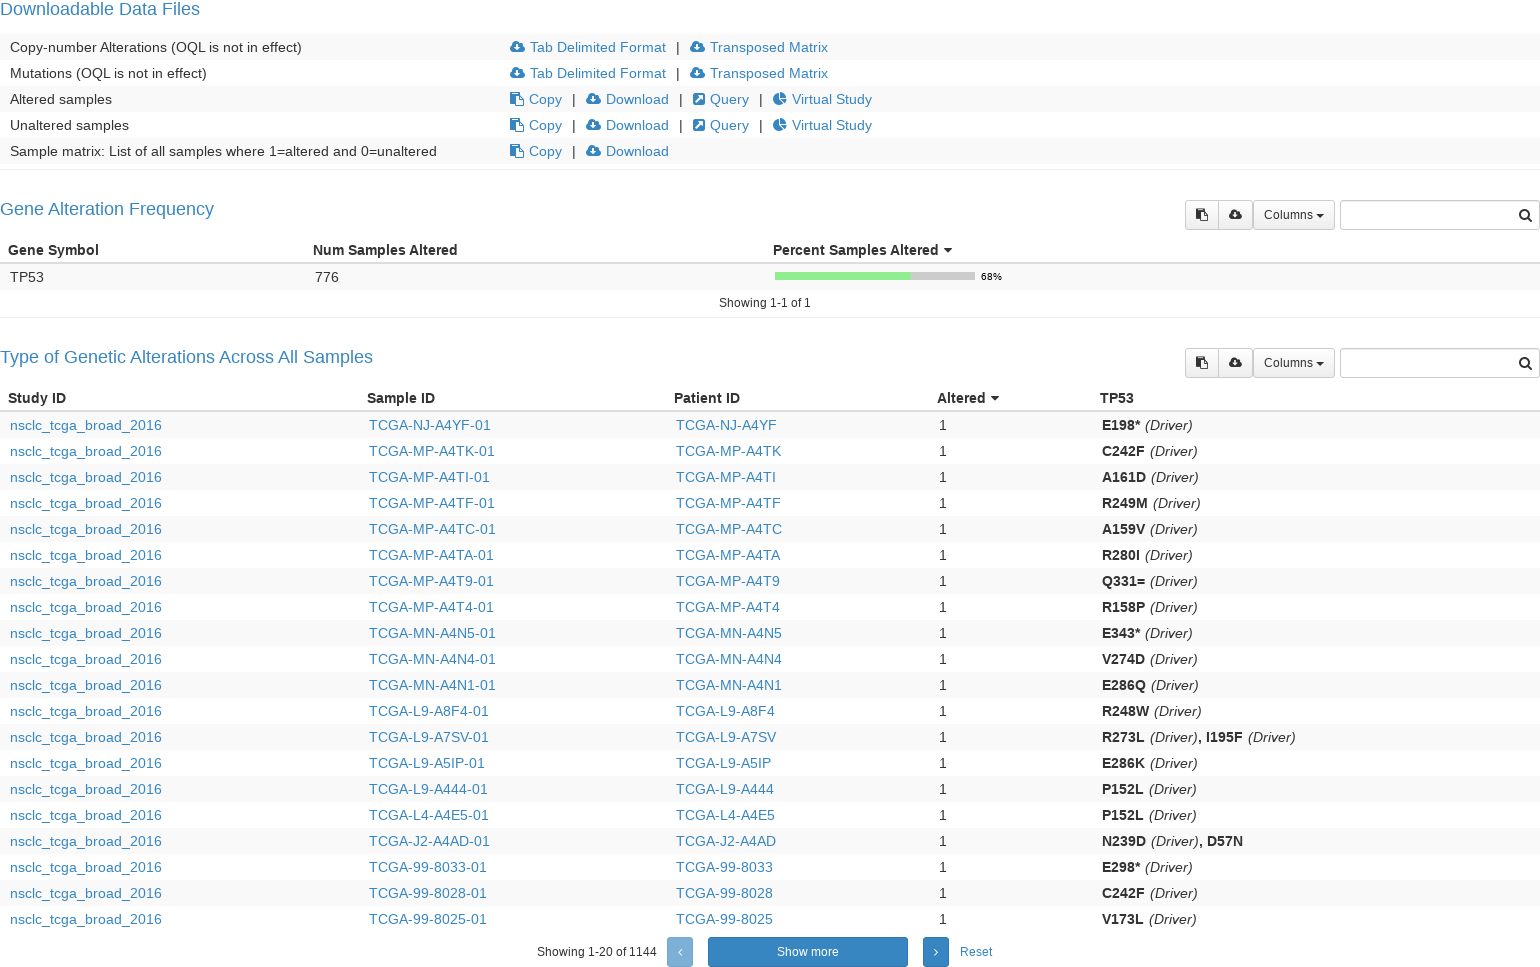 Downloadable Data Files
Copy-number Alterations (OQL is not in effect) Tab Delimited Format | Transposed Matrix
Mutations (OQL is not in effect) Tab Delimited Format | Transposed Matrix
Altered samples Copy | Download | Query | Virtual Study
Unaltered samples Copy | Download | Query | Virtual Study
Sample matrix: List of all samples where 1=altered and 0=unaltered Copy | Download
Gene Alteration Frequency Columns
Gene Symbol Num Samples Altered Percent Samples Altered
TP53 776 68%
Showing 1-1 of 1
Type of Genetic Alterations Across All Samples Columns
Study ID Sample ID Patient ID Altered TP53
nsclc_tcga_broad_2016 TCGA-NJ-A4YF-01 TCGA-NJ-A4YF 1 E198* (Driver)
nsclc_tcga_broad_2016 TCGA-MP-A4TK-01 TCGA-MP-A4TK 1 C242F (Driver)
nsclc_tcga_broad_2016 TCGA-MP-A4TI-01 TCGA-MP-A4TI 1 A161D (Driver)
nsclc_tcga_broad_2016 TCGA-MP-A4TF-01 TCGA-MP-A4TF 1 R249M (Driver)
nsclc_tcga_broad_2016 TCGA-MP-A4TC-01 TCGA-MP-A4TC 1 A159V (Driver)
nsclc_tcga_broad_2016 TCGA-MP-A4TA-01 TCGA-MP-A4TA 1 R280I (Driver)
nsclc_tcga_broad_2016 TCGA-MP-A4T9-01 TCGA-MP-A4T9 1 Q331= (Driver)
nsclc_tcga_broad_2016 TCGA-MP-A4T4-01 TCGA-MP-A4T4 1 R158P (Driver)
nsclc_tcga_broad_2016 TCGA-MN-A4N5-01 TCGA-MN-A4N5 1 E343* (Driver)
nsclc_tcga_broad_2016 TCGA-MN-A4N4-01 TCGA-MN-A4N4 1 V274D (Driver)
nsclc_tcga_broad_2016 TCGA-MN-A4N1-01 TCGA-MN-A4N1 1 E286Q (Driver)
nsclc_tcga_broad_2016 TCGA-L9-A8F4-01 TCGA-L9-A8F4 1 R248W (Driver)
nsclc_tcga_broad_2016 TCGA-L9-A7SV-01 TCGA-L9-A7SV 1 R273L (Driver), I195F (Driver)
nsclc_tcga_broad_2016 TCGA-L9-A5IP-01 TCGA-L9-A5IP 1 E286K (Driver)
nsclc_tcga_broad_2016 TCGA-L9-A444-01 TCGA-L9-A444 1 P152L (Driver)
nsclc_tcga_broad_2016 TCGA-L4-A4E5-01 TCGA-L4-A4E5 1 P152L (Driver)
nsclc_tcga_broad_2016 TCGA-J2-A4AD-01 TCGA-J2-A4AD 1 N239D (Driver), D57N
nsclc_tcga_broad_2016 TCGA-99-8033-01 TCGA-99-8033 1 E298* (Driver)
nsclc_tcga_broad_2016 TCGA-99-8028-01 TCGA-99-8028 1 C242F (Driver)
nsclc_tcga_broad_2016 TCGA-99-8025-01 TCGA-99-8025 1 V173L (Driver)
Showing 1-20 of 1144 ‹ Show more › Reset